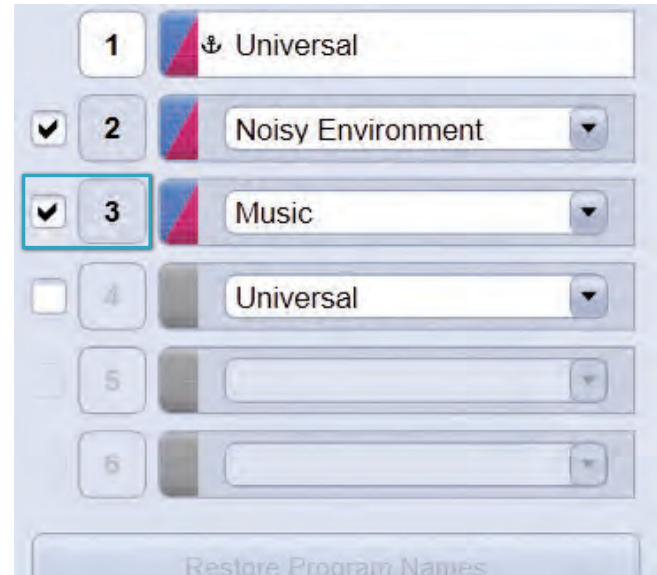 1 Universal
2 Noisy Environment
3 Music
4 Universal
5
6
Restore Program Names